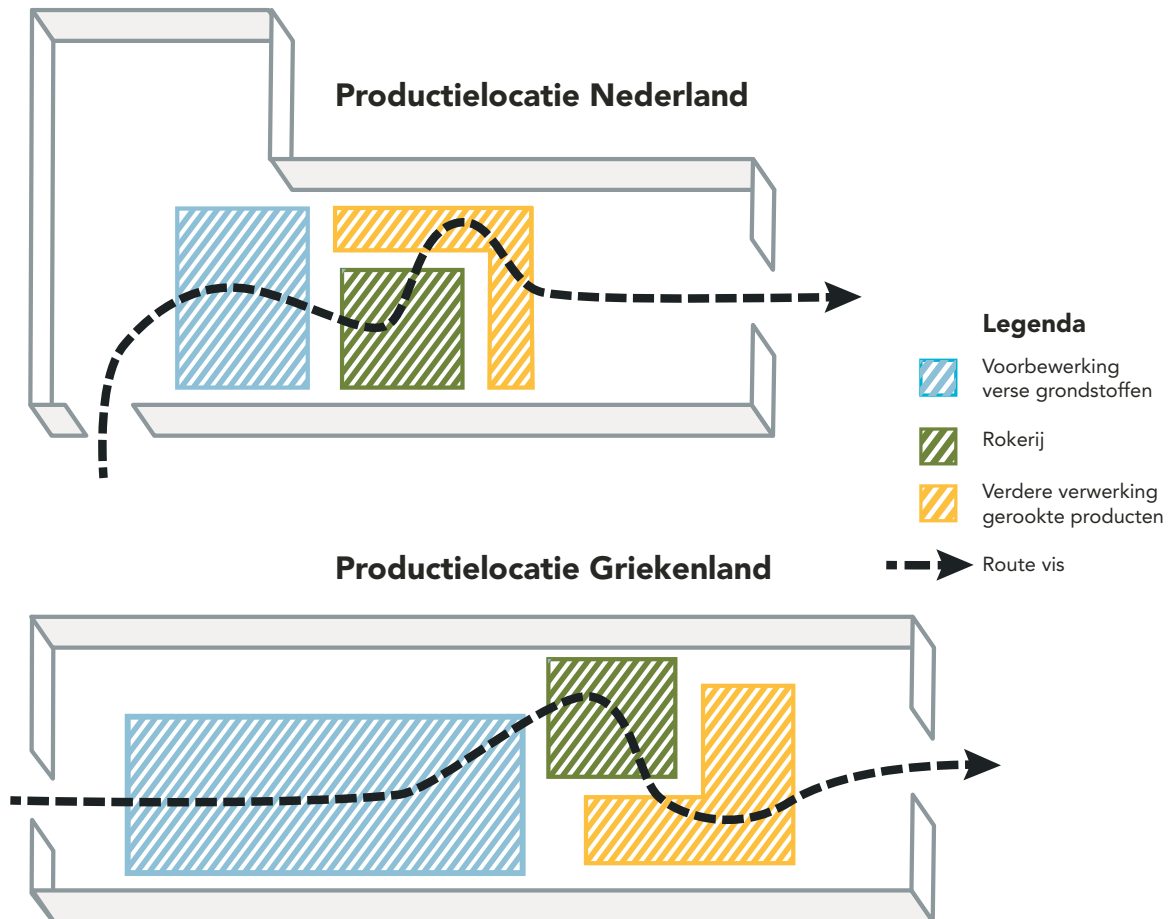 Productielocatie Nederland
Legenda
Voorbewerking
verse grondstoffen
Rokerij
Verdere verwerking
gerookte producten
Route vis
Productielocatie Griekenland